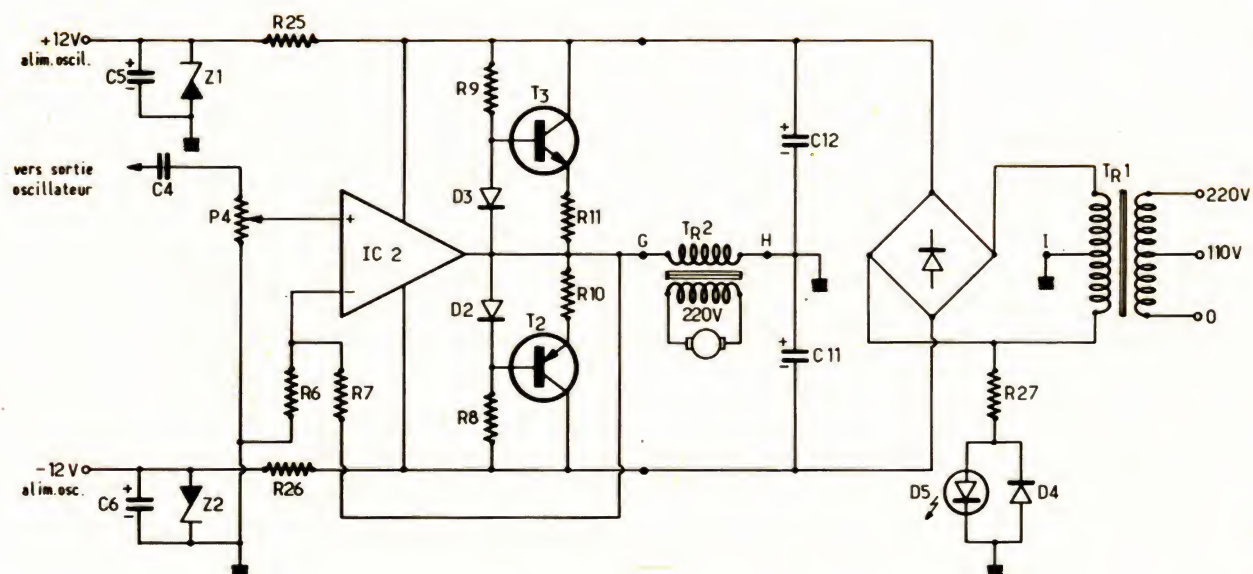 +12V
alim.oscil.
R25
C5
+
-
Z1
R9
T3
+
-
C12
TR1
vers sortie
oscillateur
C4
P4
D3
R11
220V
+
IC 2
-
G
TR2
H
I
110V
D2
R10
220V
0
T2
+
-
C11
R6
R7
R8
R27
-12V
alim.osc.
R26
C6
+
-
Z2
D5
D4